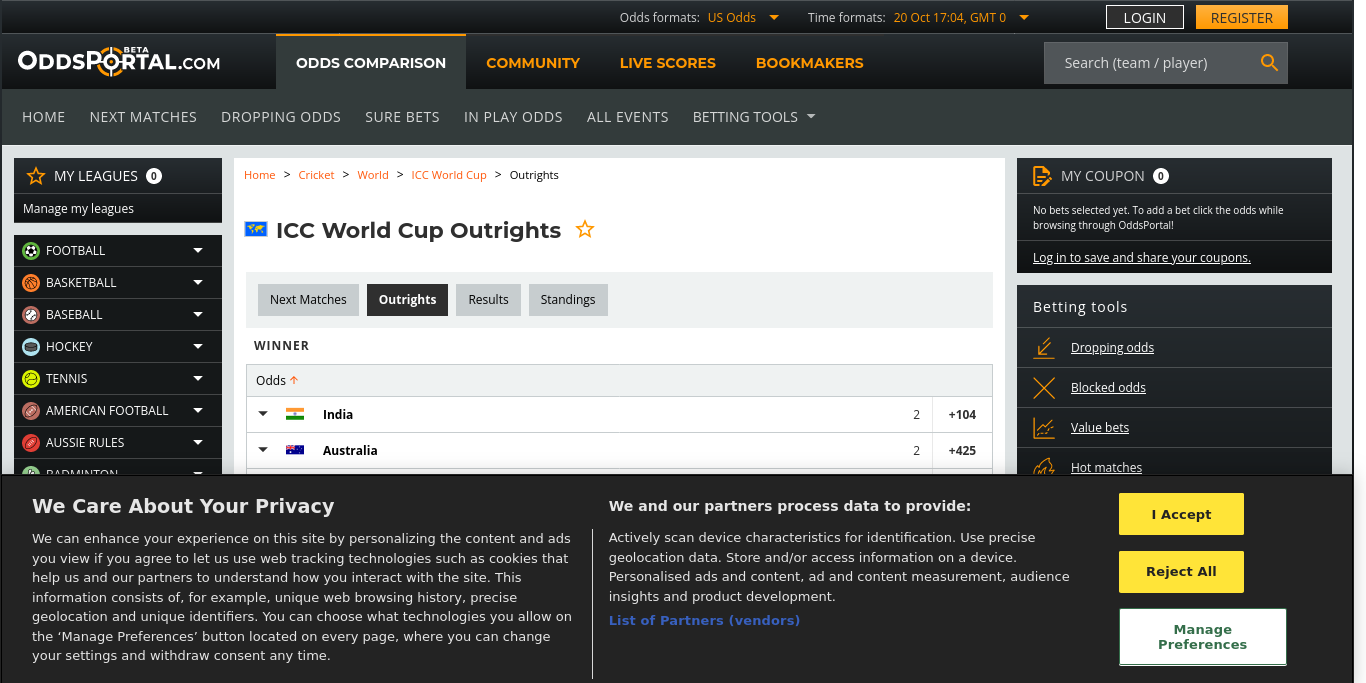 Odds formats: US Odds Time formats: 20 Oct 17:04, GMT 0 LOGIN REGISTER
ODDSPORTAL.COM BETA
ODDS COMPARISON COMMUNITY LIVE SCORES BOOKMAKERS Search (team / player)
HOME NEXT MATCHES DROPPING ODDS SURE BETS IN PLAY ODDS ALL EVENTS BETTING TOOLS
MY LEAGUES 0
Manage my leagues
FOOTBALL
BASKETBALL
BASEBALL
HOCKEY
TENNIS
AMERICAN FOOTBALL
AUSSIE RULES
BADMINTON
Home > Cricket > World > ICC World Cup > Outrights
ICC World Cup Outrights
Next Matches Outrights Results Standings
WINNER
Odds
India 2 +104
Australia 2 +425
MY COUPON 0
No bets selected yet. To add a bet click the odds while
browsing through OddsPortal!
Log in to save and share your coupons.
Betting tools
Dropping odds
Blocked odds
Value bets
Hot matches
We Care About Your Privacy
We can enhance your experience on this site by personalizing the content and ads
you view if you agree to let us use web tracking technologies such as cookies that
help us and our partners to understand how you interact with the site. This
information consists of, for example, unique web browsing history, precise
geolocation and unique identifiers. You can choose what technologies you allow on
the ‘Manage Preferences’ button located on every page, where you can change
your settings and withdraw consent any time.
We and our partners process data to provide:
Actively scan device characteristics for identification. Use precise
geolocation data. Store and/or access information on a device.
Personalised ads and content, ad and content measurement, audience
insights and product development.
List of Partners (vendors)
I Accept
Reject All
Manage
Preferences